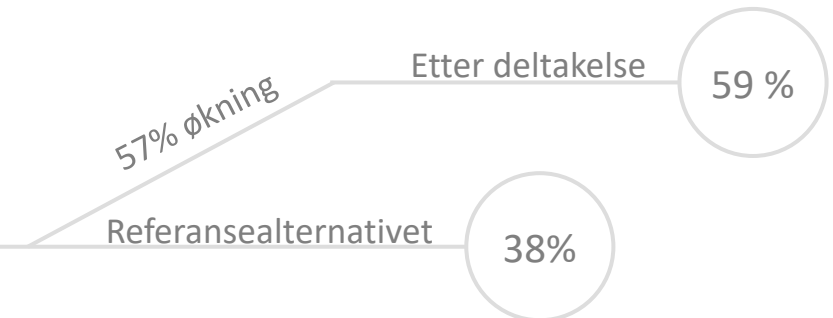 Etter deltakelse
59 %
57% økning
Referansealternativet
38%